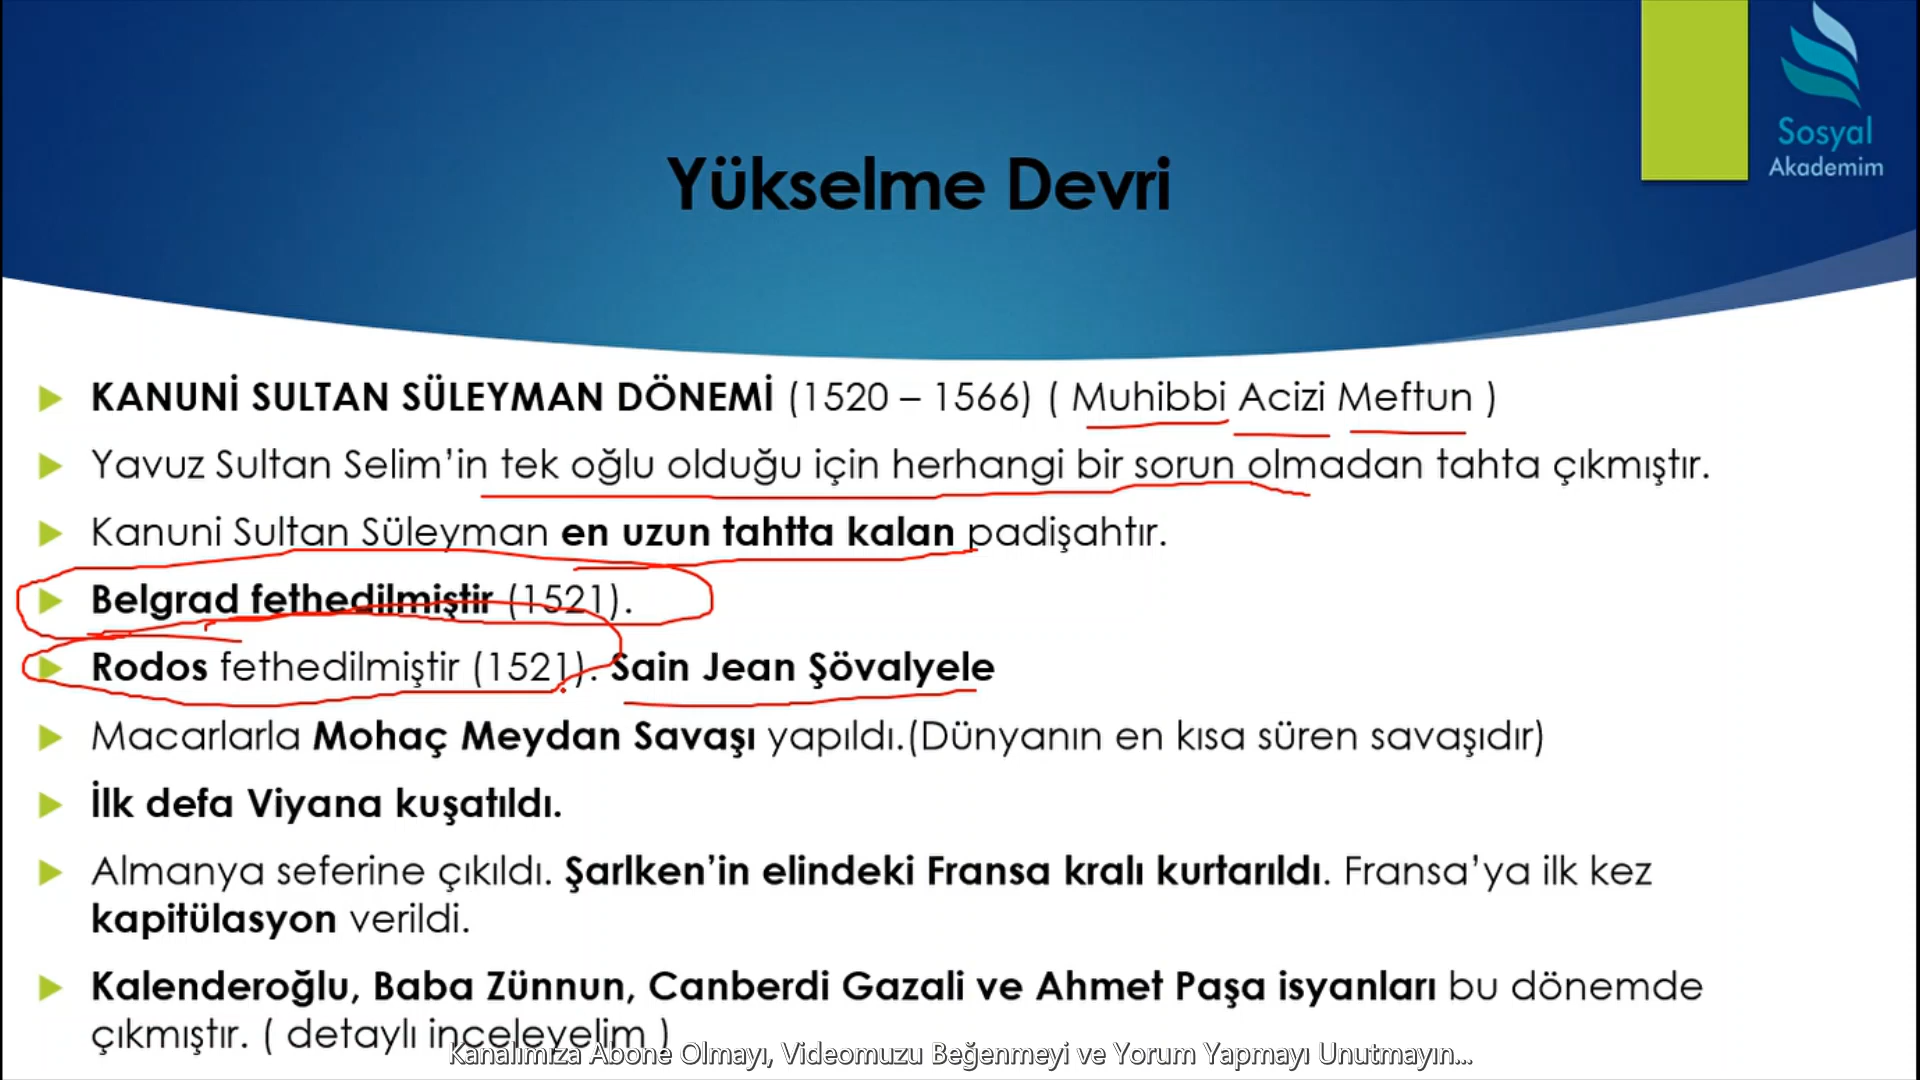 Sosyal
Akademim
Yükselme Devri
KANUNİ SULTAN SÜLEYMAN DÖNEMİ (1520 – 1566) ( Muhibbi Acizi Meftun )
Yavuz Sultan Selim’in tek oğlu olduğu için herhangi bir sorun olmadan tahta çıkmıştır.
Kanuni Sultan Süleyman en uzun tahtta kalan padişahtır.
Belgrad fethedilmiştir (1521).
Rodos fethedilmiştir (1521). Sain Jean Şövalyele
Macarlarla Mohaç Meydan Savaşı yapıldı.(Dünyanın en kısa süren savaşıdır)
İlk defa Viyana kuşatıldı.
Almanya seferine çıkıldı. Şarlken’in elindeki Fransa kralı kurtarıldı. Fransa’ya ilk kez
kapitülasyon verildi.
Kalenderoğlu, Baba Zünnun, Canberdi Gazali ve Ahmet Paşa isyanları bu dönemde
çıkmıştır. ( detaylı inceleyelim )
Kanalımıza Abone Olmayı, Videomuzu Beğenmeyi ve Yorum Yapmayı Unutmayın...